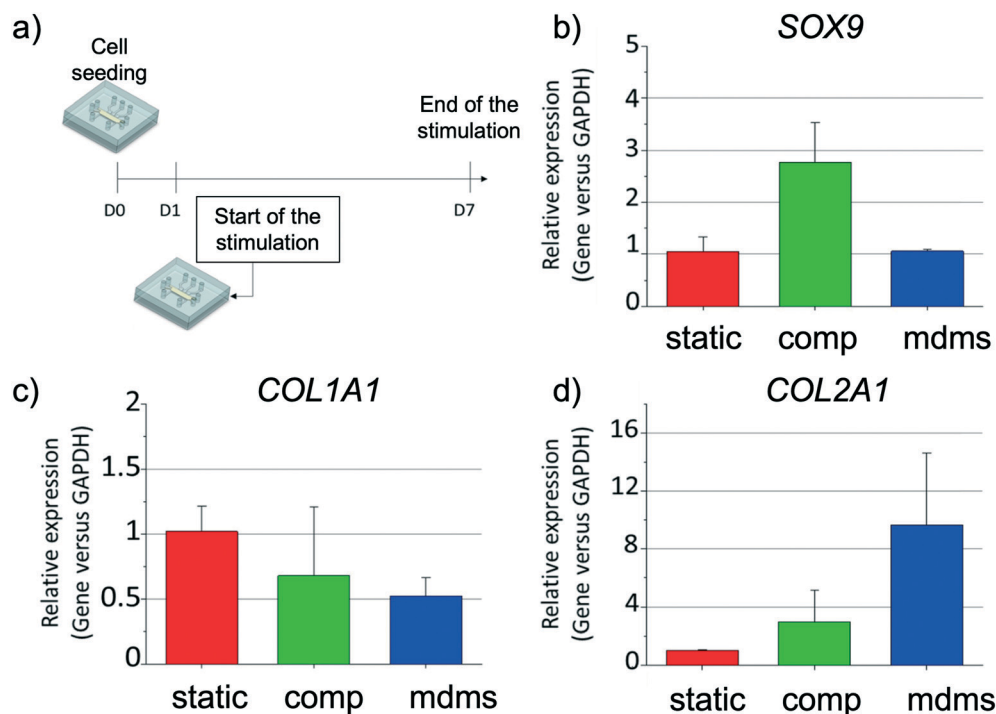 a)
Cell
seeding
End of the
stimulation
D0
D1
D7
Start of the
stimulation
b)
SOX9
Relative expression
(Gene versus GAPDH)
5
4
3
2
1
0
static
comp
mdms
c)
COL1A1
Relative expression
(Gene versus GAPDH)
2
1.5
1
0.5
0
static
comp
mdms
d)
COL2A1
Relative expression
(Gene versus GAPDH)
16
12
8
4
0
static
comp
mdms